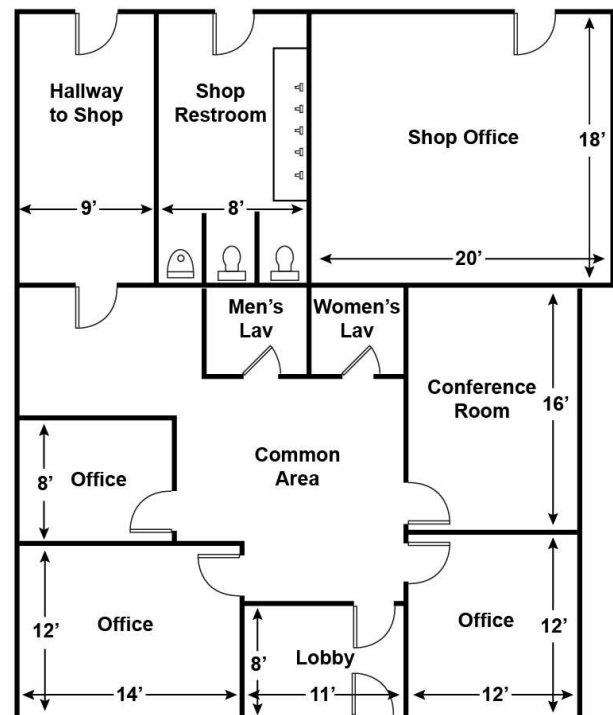 Hallway
to Shop
Shop
Restroom
Shop Office
18’
9’
8’
20’
Men’s
Lav
Women’s
Lav
Conference
Room
16’
Common
Area
8’
Office
12’
Office
14’
8’
Lobby
11’
Office
12’
12’